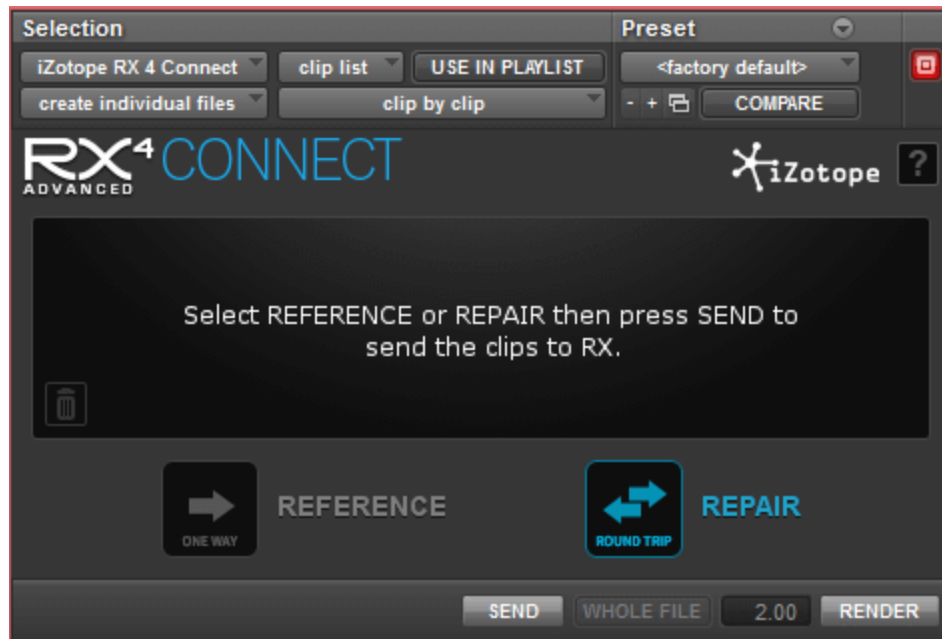 Selection Preset
iZotope RX 4 Connect clip list USE IN PLAYLIST <factory default>
create individual files clip by clip - + COMPARE
RX4 CONNECT iZotope ?
ADVANCED
Select REFERENCE or REPAIR then press SEND to
send the clips to RX.
ONE WAY REFERENCE ROUND TRIP REPAIR
SEND WHOLE FILE 2.00 RENDER